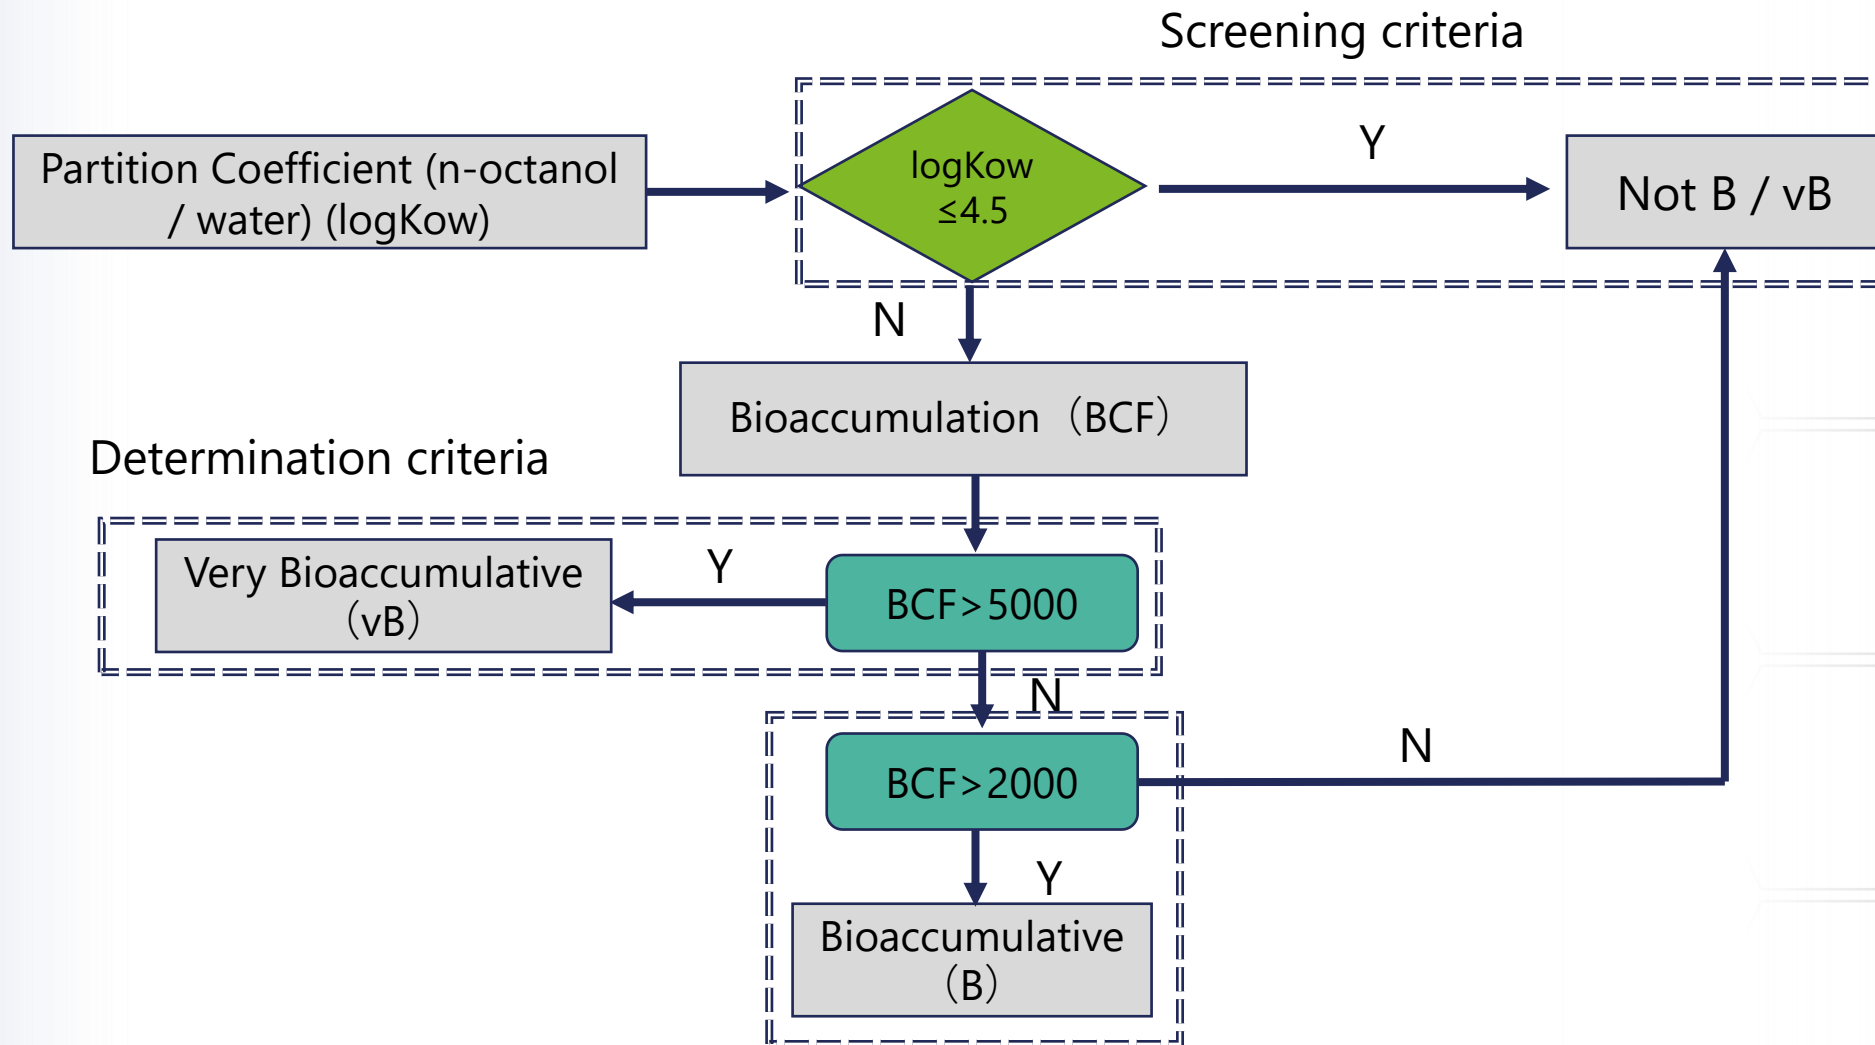 Screening criteria
Partition Coefficient (n-octanol
/ water) (logKow)
logKow
≤4.5
Y
Not B / vB
N
Bioaccumulation（BCF）
Determination criteria
Very Bioaccumulative
（vB）
Y
BCF>5000
N
BCF>2000
N
Y
Bioaccumulative
（B）